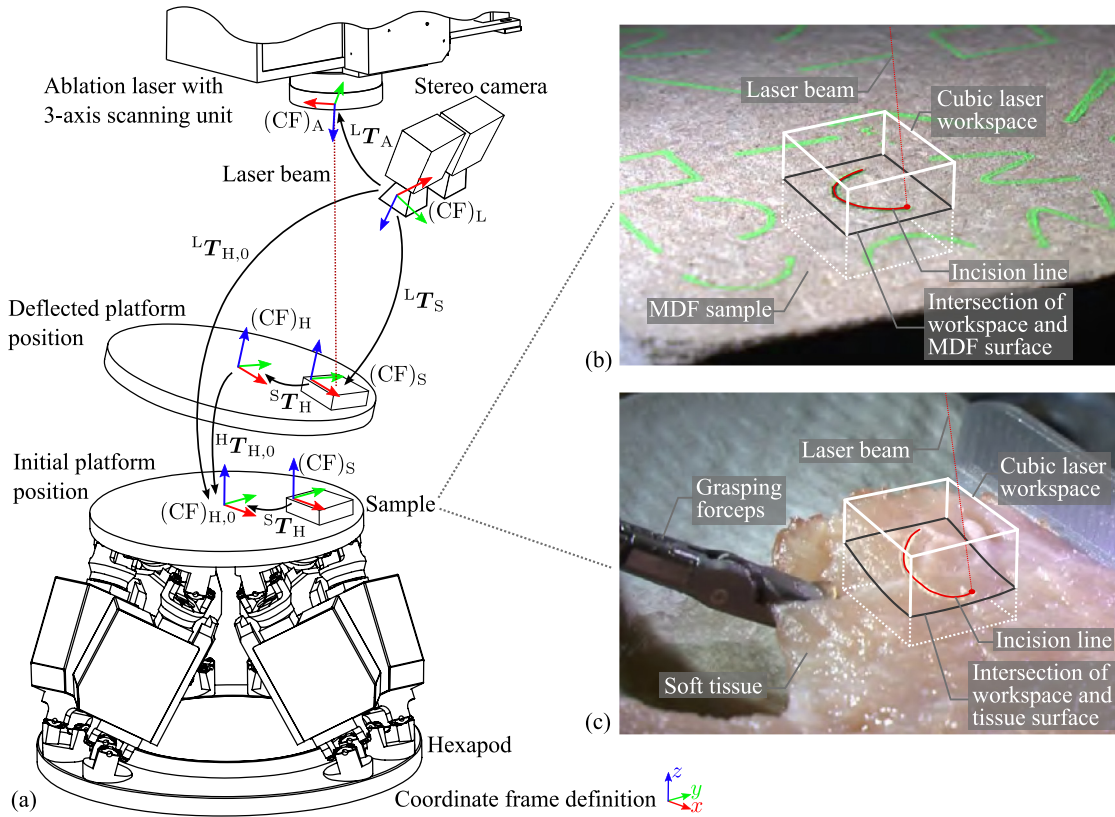 Ablation laser with
3-axis scanning unit
(CF)A
Stereo camera
LTA
Laser beam
(CF)L
LTH,0
LTS
Deflected platform
position
(CF)H
(CF)S
STH
HTH,0
Initial platform
position
(CF)S
(CF)H,0
STH
Sample
Hexapod
(a)
Coordinate frame definition
z
y
x
Laser beam
Cubic laser
workspace
Incision line
MDF sample
Intersection of
workspace and
MDF surface
(b)
Laser beam
Cubic laser
workspace
Grasping
forceps
Incision line
Soft tissue
Intersection of
workspace and
tissue surface
(c)